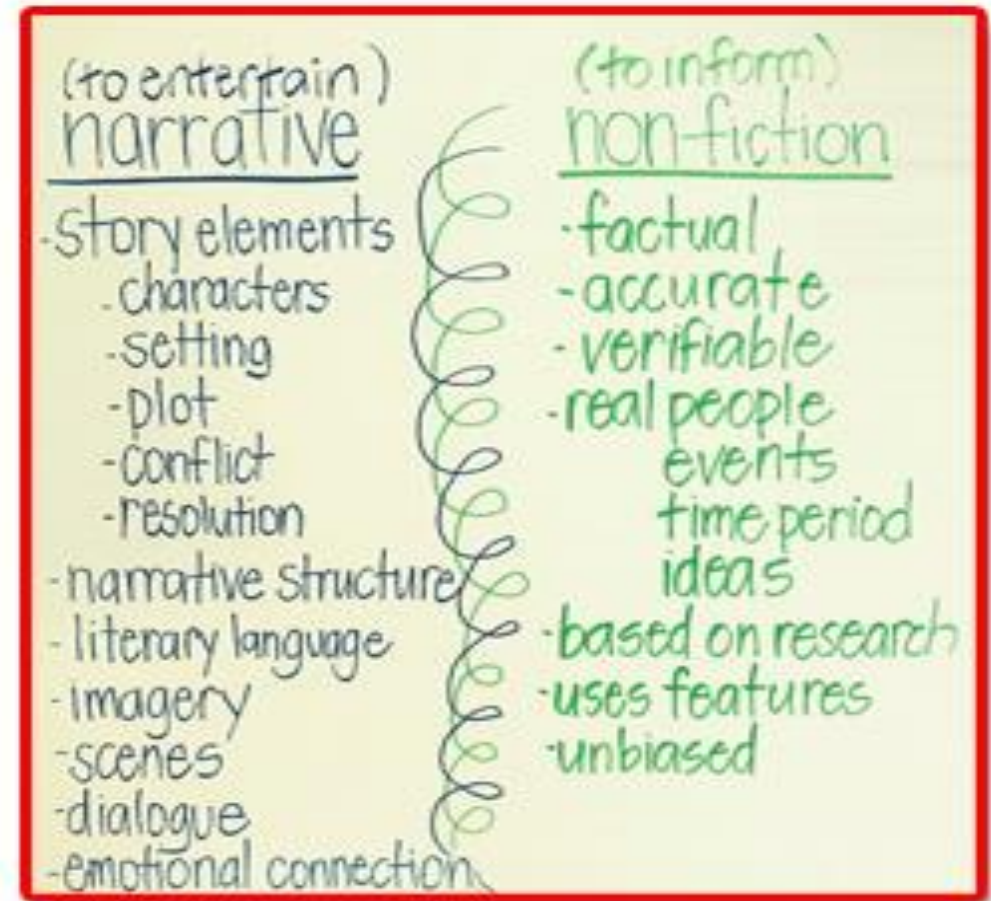 (to entertain)
narrative
-story elements
-characters
-setting
-plot
-conflict
-resolution
-narrative structure
-literary language
-imagery
-scenes
-dialogue
-emotional connection
(to inform)
non-fiction
-factual
-accurate
-verifiable
-real people
events
time period
ideas
-based on research
-uses features
-unbiased